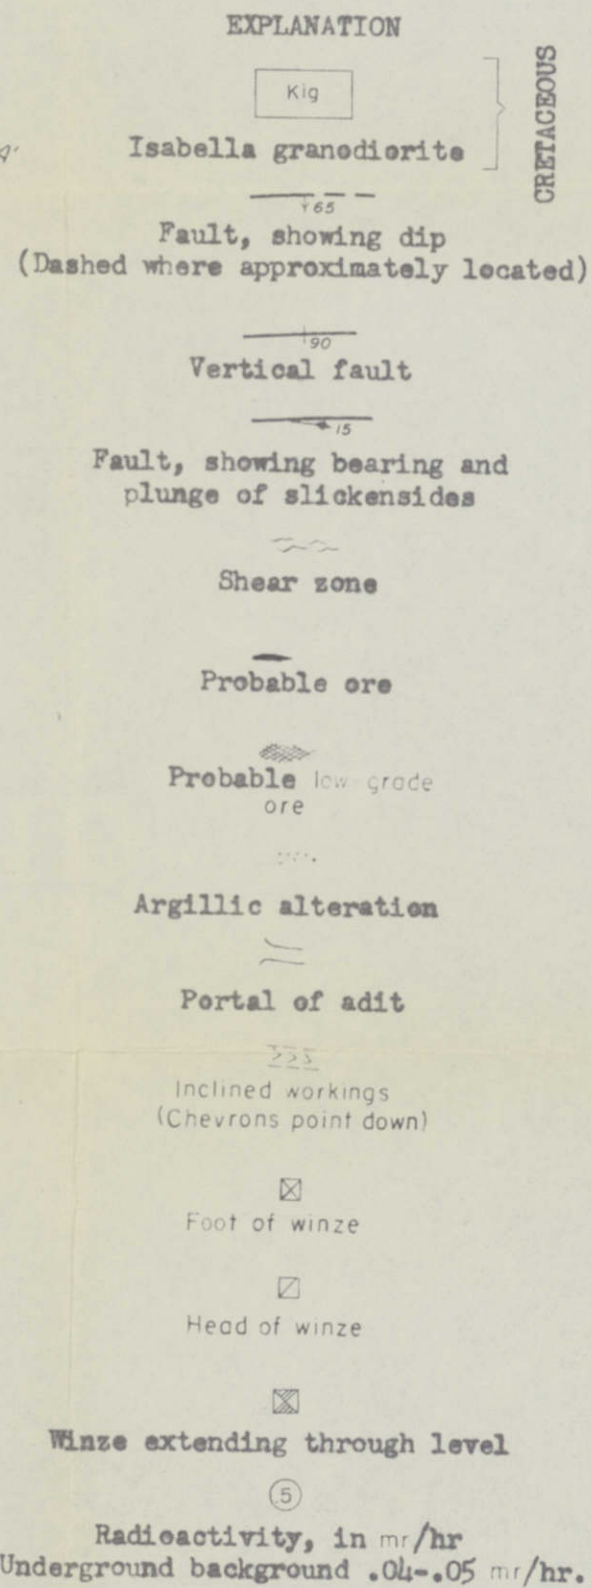 EXPLANATION
Kig
Isabella granodiorite
CRETACEOUS
65
Fault, showing dip
(Dashed where approximately located)
90
Vertical fault
15
Fault, showing bearing and
plunge of slickensides
Shear zone
Probable ore
Probable low grade
ore
Argillic alteration
Portal of adit
Inclined workings
(Chevrons point down)
Foot of winze
Head of winze
Winze extending through level
.5
Radioactivity, in mr/hr
Underground background .04-.05 mr/hr.